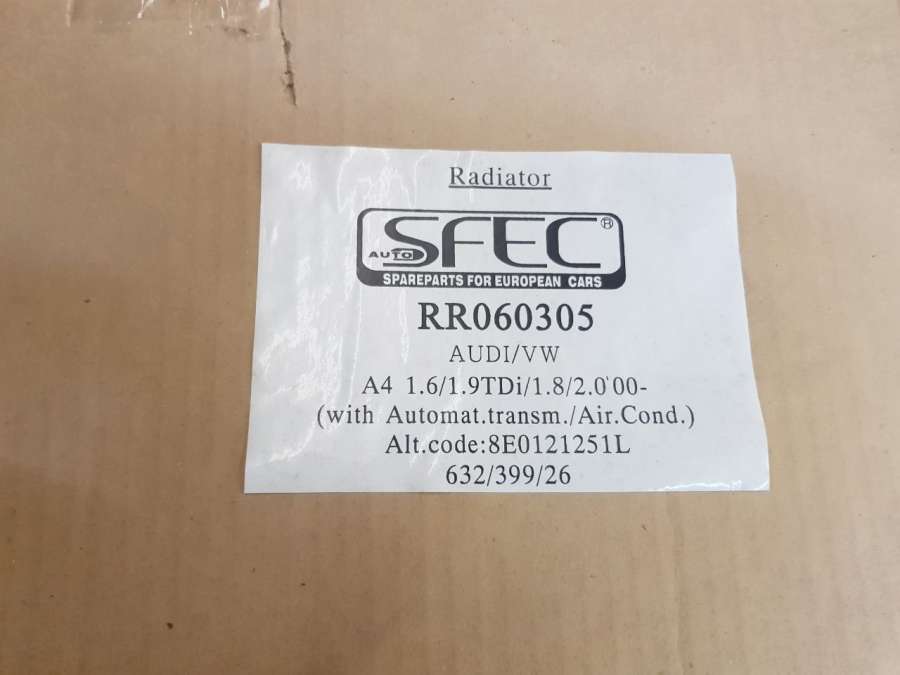 Radiator
AUTO SFEC®
SPAREPARTS FOR EUROPEAN CARS
RR060305
AUDI/VW
A4 1.6/1.9TDi/1.8/2.0'00-
(with Automat.transm./Air.Cond.)
Alt.code:8E0121251L
632/399/26